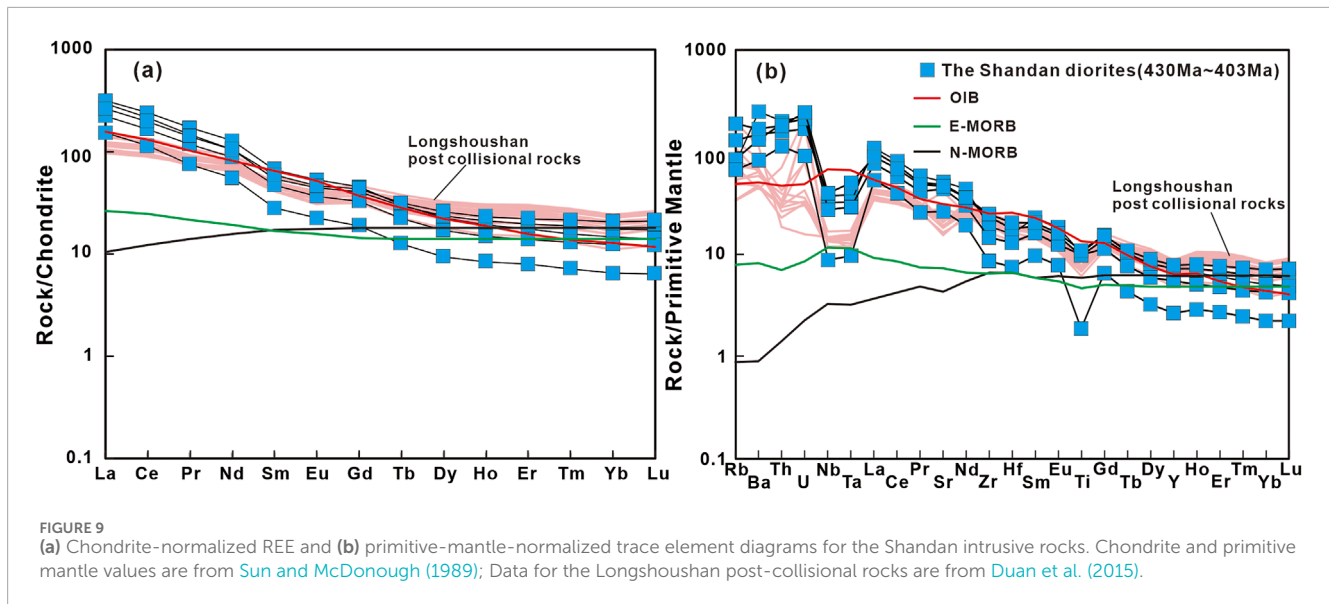 1000
100
10
1
0.1
Rock/Chondrite
(a)
Longshoushan
post collisional rocks
La Ce Pr Nd Sm Eu Gd Tb Dy Ho Er Tm Yb Lu
1000
100
10
1
0.1
Rock/Primitive Mantle
(b)
The Shandan diorites(430Ma~403Ma)
OIB
E-MORB
N-MORB
Longshoushan
post collisional rocks
Rb Ba Th U Nb Ta La Ce Pr Sr Nd Zr Hf Sm Eu Ti Gd Tb Dy Y Ho Er Tm Yb Lu
FIGURE 9
(a) Chondrite-normalized REE and (b) primitive-mantle-normalized trace element diagrams for the Shandan intrusive rocks. Chondrite and primitive
mantle values are from Sun and McDonough (1989); Data for the Longshoushan post-collisional rocks are from Duan et al. (2015).